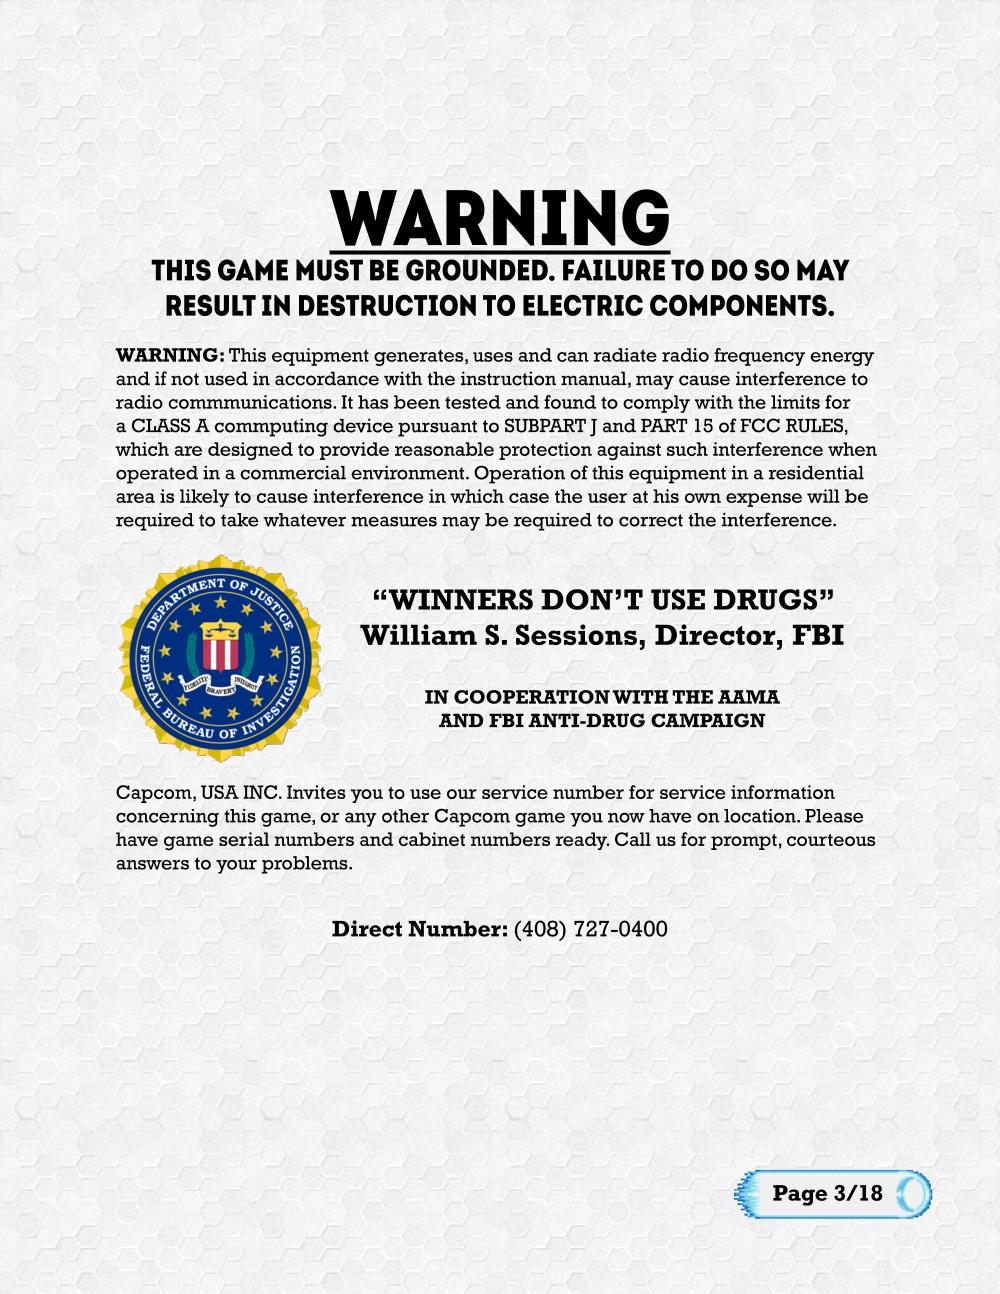 WARNING
THIS GAME MUST BE GROUNDED. FAILURE TO DO SO MAY
RESULT IN DESTRUCTION TO ELECTRIC COMPONENTS.
WARNING: This equipment generates, uses and can radiate radio frequency energy
and if not used in accordance with the instruction manual, may cause interference to
radio commmunications. It has been tested and found to comply with the limits for
a CLASS A commputing device pursuant to SUBPART J and PART 15 of FCC RULES,
which are designed to provide reasonable protection against such interference when
operated in a commercial environment. Operation of this equipment in a residential
area is likely to cause interference in which case the user at his own expense will be
required to take whatever measures may be required to correct the interference.
DEPARTMENT OF JUSTICE
FEDERAL BUREAU OF INVESTIGATION
FIDELITY
BRAVERY
INTEGRITY
“WINNERS DON’T USE DRUGS”
William S. Sessions, Director, FBI
IN COOPERATION WITH THE AAMA
AND FBI ANTI-DRUG CAMPAIGN
Capcom, USA INC. Invites you to use our service number for service information
concerning this game, or any other Capcom game you now have on location. Please
have game serial numbers and cabinet numbers ready. Call us for prompt, courteous
answers to your problems.
Direct Number: (408) 727-0400
Page 3/18